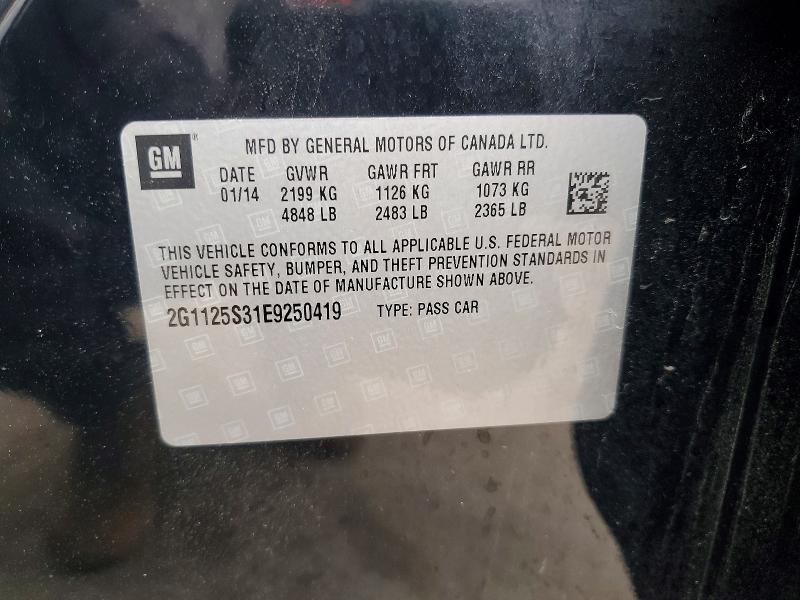 GM® MFD BY GENERAL MOTORS OF CANADA LTD.
DATE GVWR GAWR FRT GAWR RR
01/14 2199 KG 1126 KG 1073 KG
4848 LB 2483 LB 2365 LB
THIS VEHICLE CONFORMS TO ALL APPLICABLE U.S. FEDERAL MOTOR
VEHICLE SAFETY, BUMPER, AND THEFT PREVENTION STANDARDS IN
EFFECT ON THE DATE OF MANUFACTURE SHOWN ABOVE.
2G1125S31E9250419 TYPE: PASS CAR